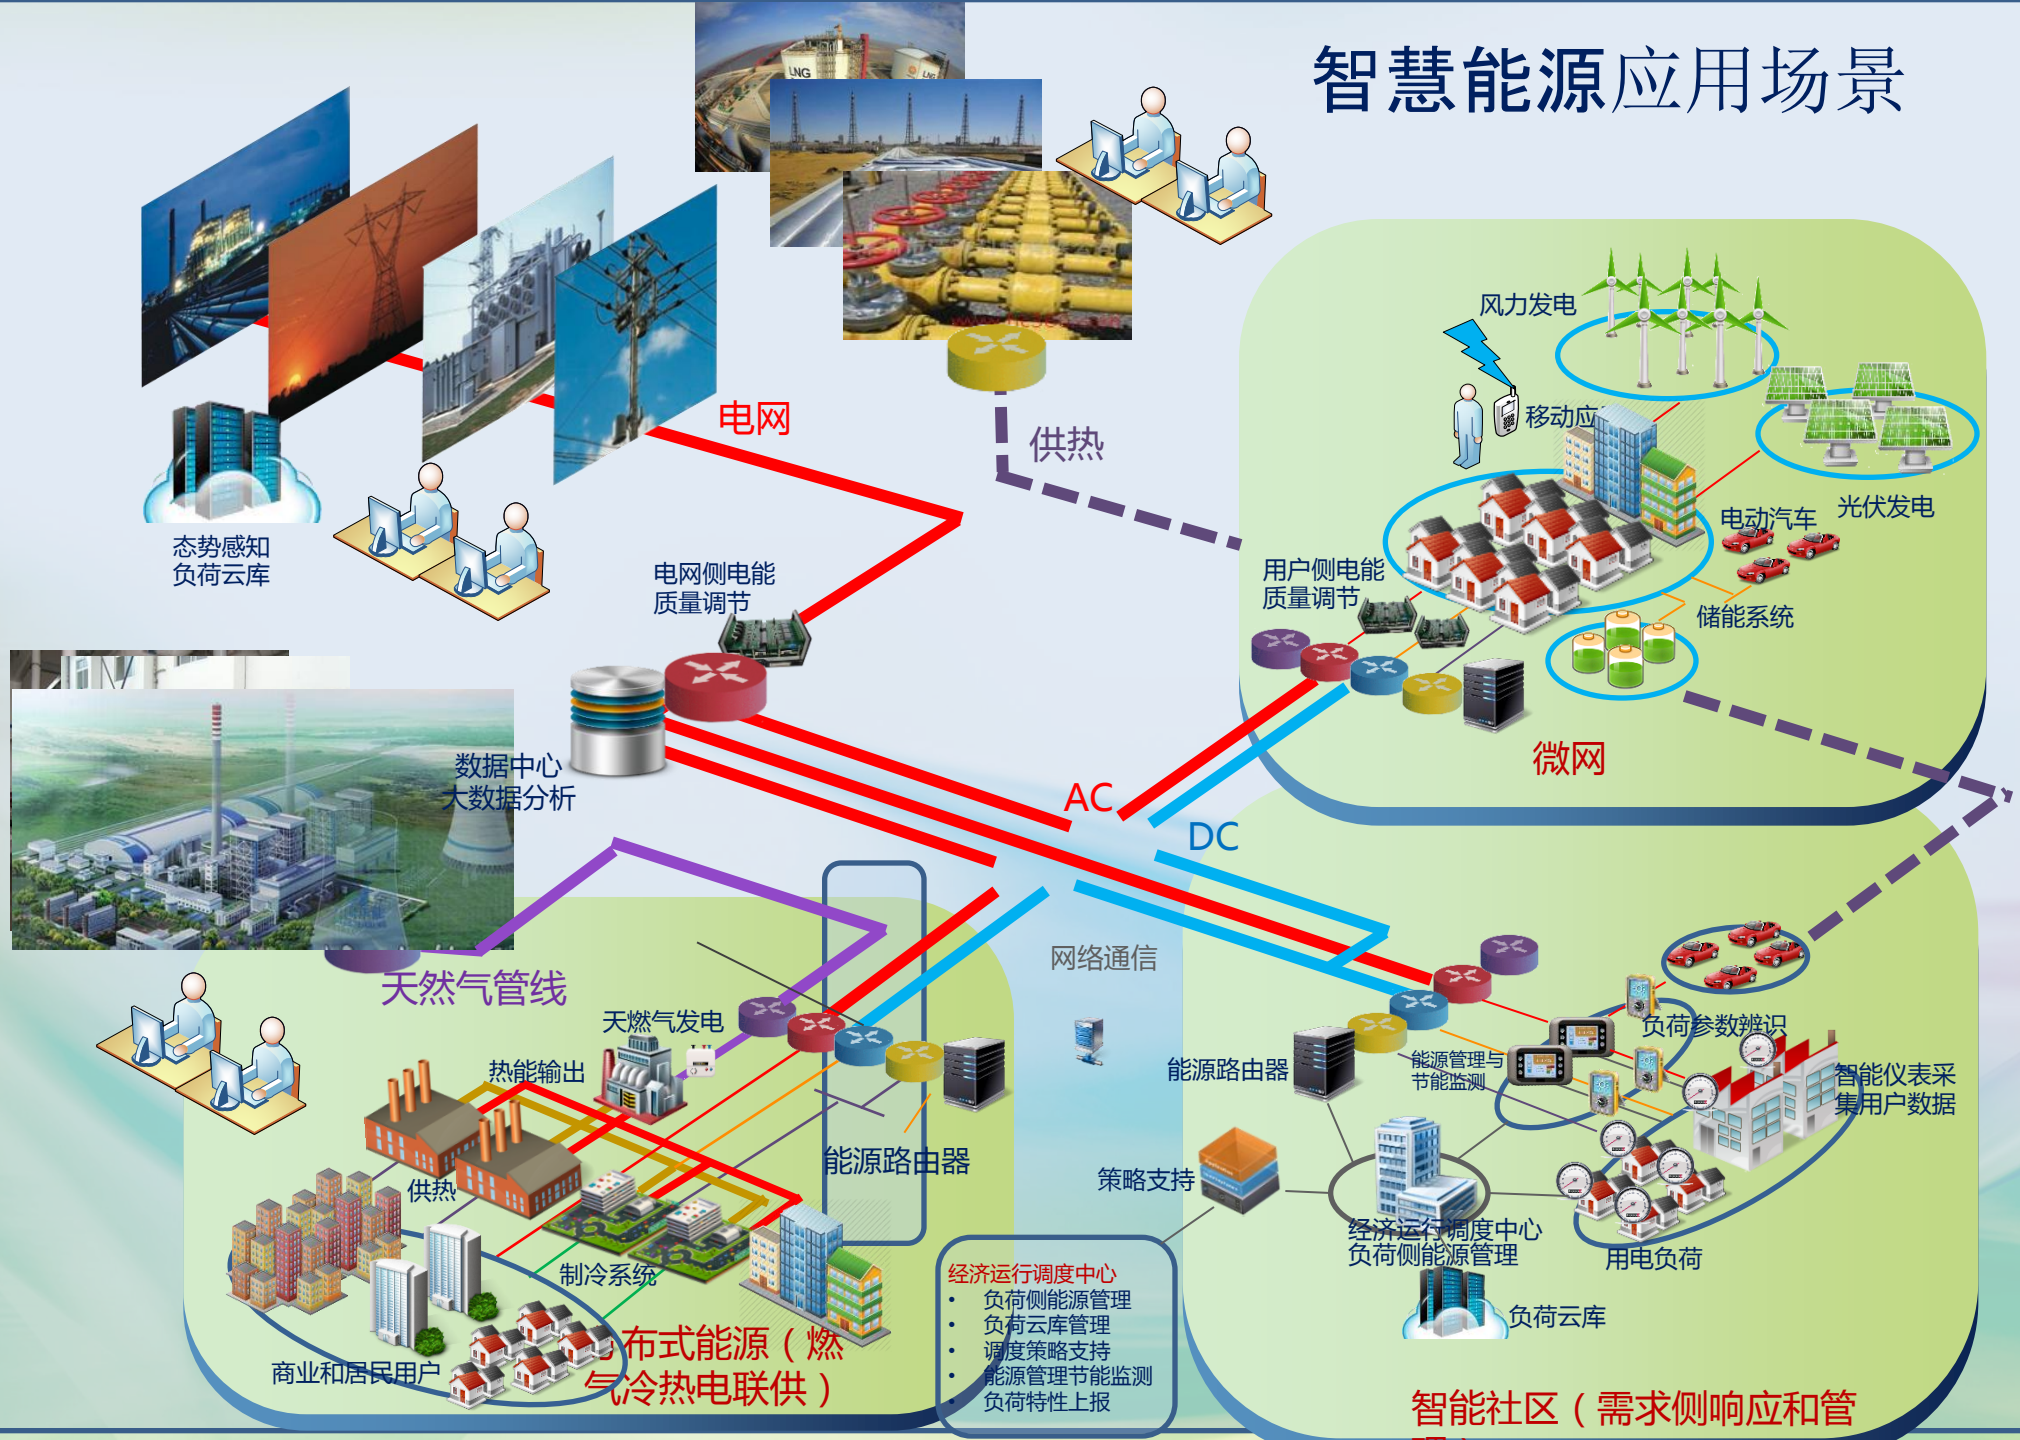 智慧能源应用场景
LNG
LNG
风力发电
移动应
电网
供热
光伏发电
电动汽车
态势感知
负荷云库
电网侧电能
质量调节
用户侧电能
质量调节
储能系统
微网
数据中心
大数据分析
AC
DC
网络通信
天然气管线
天燃气发电
热能输出
能源路由器
能源管理与
节能监测
负荷参数辨识
智能仪表采
集用户数据
能源路由器
供热
策略支持
经济运行调度中心
负荷侧能源管理
用电负荷
制冷系统
负荷云库
经济运行调度中心
• 负荷侧能源管理
• 负荷云库管理
• 调度策略支持
• 能源管理节能监测
• 负荷特性上报
商业和居民用户
布式能源（燃
气冷热电联供）
智能社区（需求侧响应和管